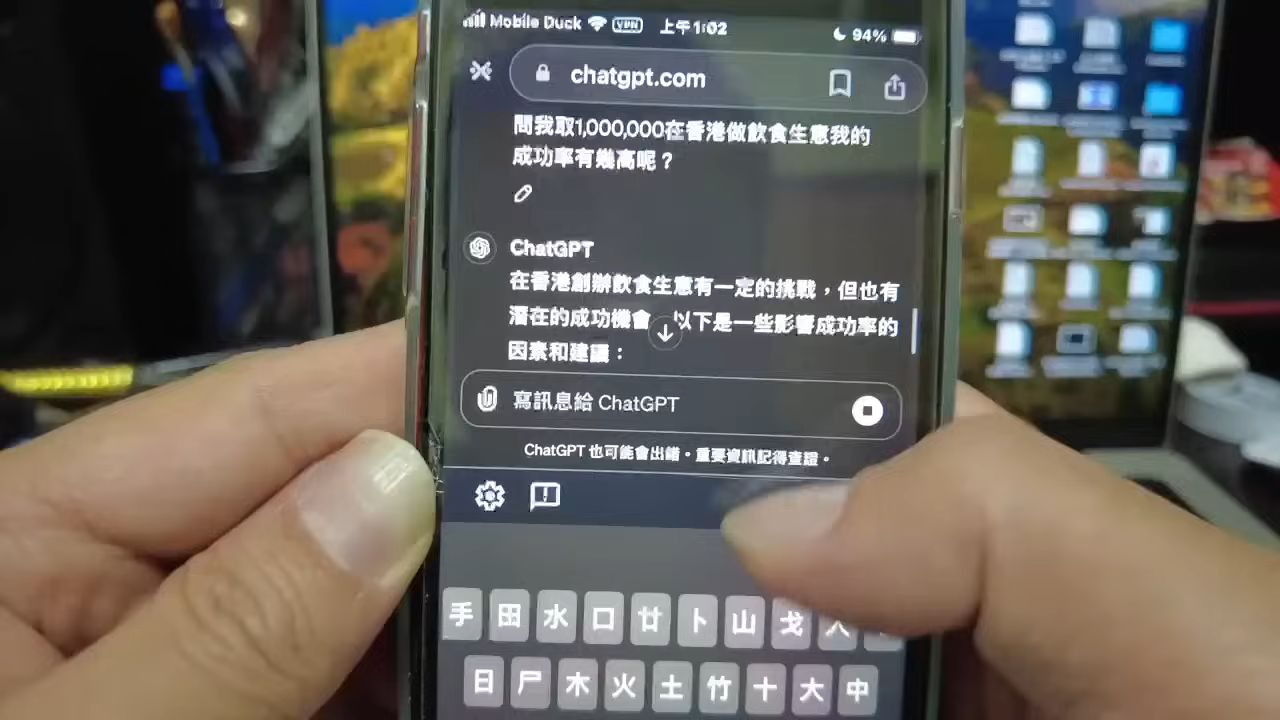 Mobile Duck VPN 上午1:02 94%
chatgpt.com
問我取1,000,000在香港做飲食生意我的
成功率有幾高呢？
ChatGPT
在香港創辦飲食生意有一定的挑戰，但也有
潛在的成功機會 以下是一些影響成功率的
因素和建議：
寫訊息給 ChatGPT
ChatGPT 也可能會出錯。重要資訊記得查證。
手 田 水 口 廿 卜 山 戈 人
日 尸 木 火 土 竹 十 大 中